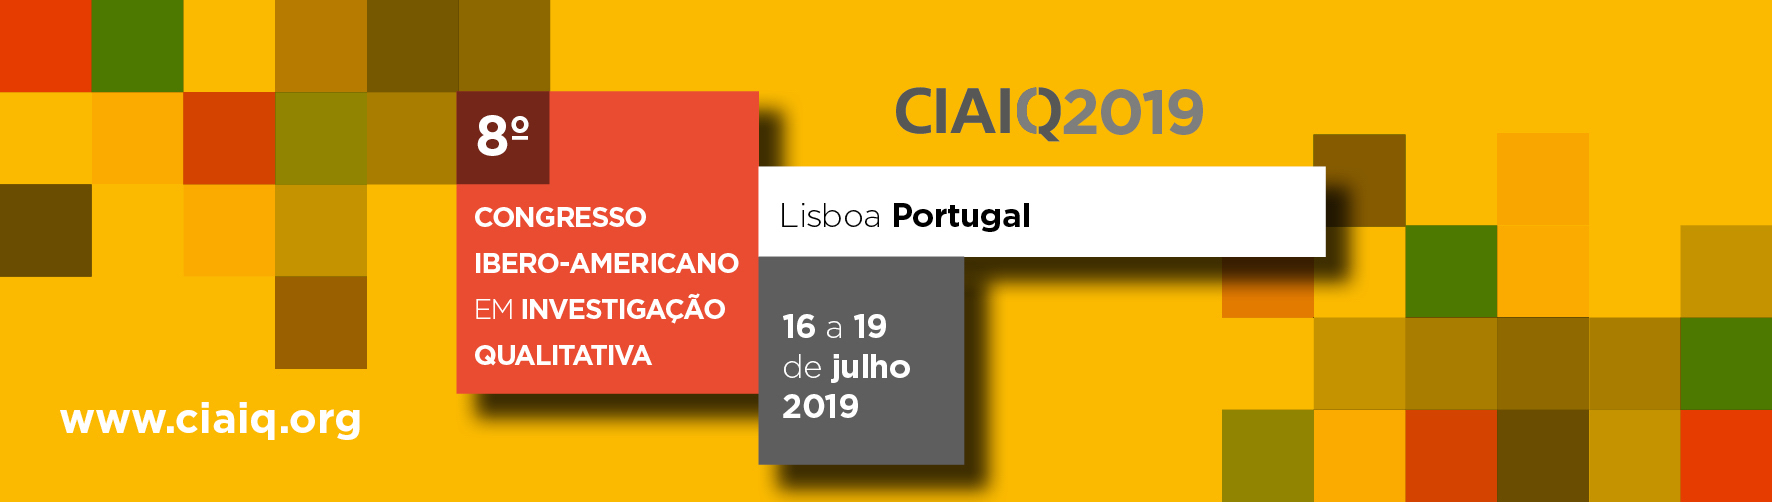 8º
CONGRESSO
IBERO-AMERICANO
EM INVESTIGAÇÃO
QUALITATIVA
CIAIQ2019
Lisboa Portugal
16 a 19
de julho
2019
www.ciaiq.org